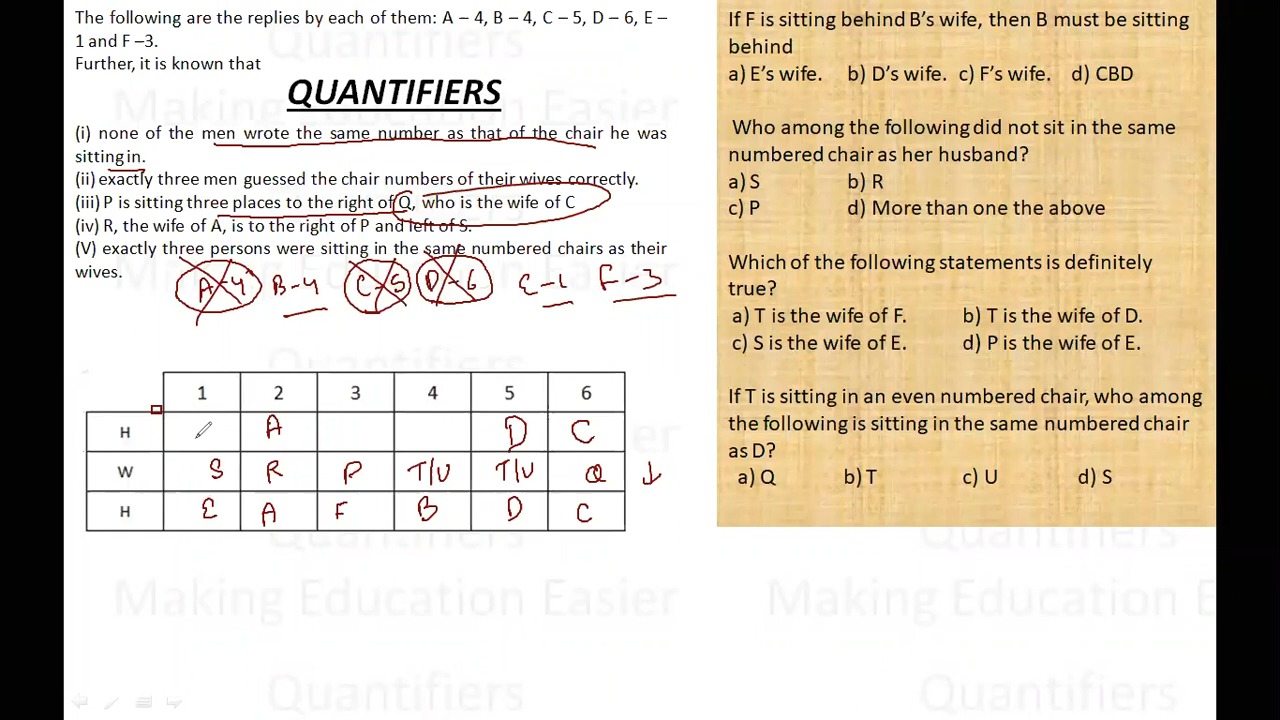 The following are the replies by each of them: A – 4, B – 4, C – 5, D – 6, E –
1 and F –3.
Further, it is known that
QUANTIFIERS
(i) none of the men wrote the same number as that of the chair he was
sitting in.
(ii) exactly three men guessed the chair numbers of their wives correctly.
(iii) P is sitting three places to the right of Q, who is the wife of C
(iv) R, the wife of A, is to the right of P and left of S.
(V) exactly three persons were sitting in the same numbered chairs as their
wives.
A-4 B-4 C-5 D-6 E-1 F-3
1 2 3 4 5 6
H A D C
W S R P T/U T/U Q ↓
H E A F B D C
If F is sitting behind B’s wife, then B must be sitting
behind
a) E’s wife. b) D’s wife. c) F’s wife. d) CBD
Who among the following did not sit in the same
numbered chair as her husband?
a) S b) R
c) P d) More than one the above
Which of the following statements is definitely
true?
a) T is the wife of F. b) T is the wife of D.
c) S is the wife of E. d) P is the wife of E.
If T is sitting in an even numbered chair, who among
the following is sitting in the same numbered chair
as D?
a) Q b) T c) U d) S
Making Education Easier
Making Education Easier
QUANTIFIERS
QUANTIFIERS